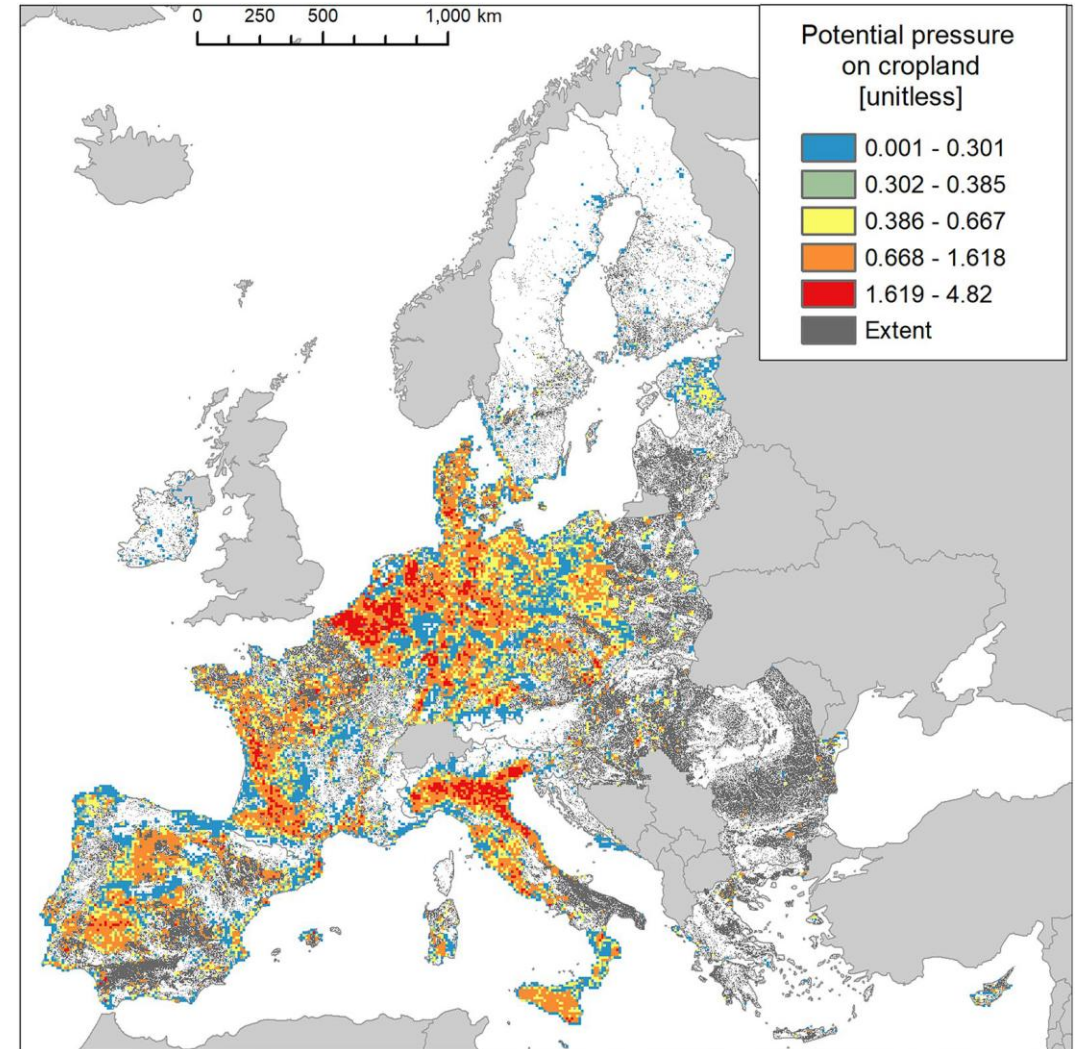 0 250 500 1,000 km
Potential pressure
on cropland
[unitless]
0.001 - 0.301
0.302 - 0.385
0.386 - 0.667
0.668 - 1.618
1.619 - 4.82
Extent